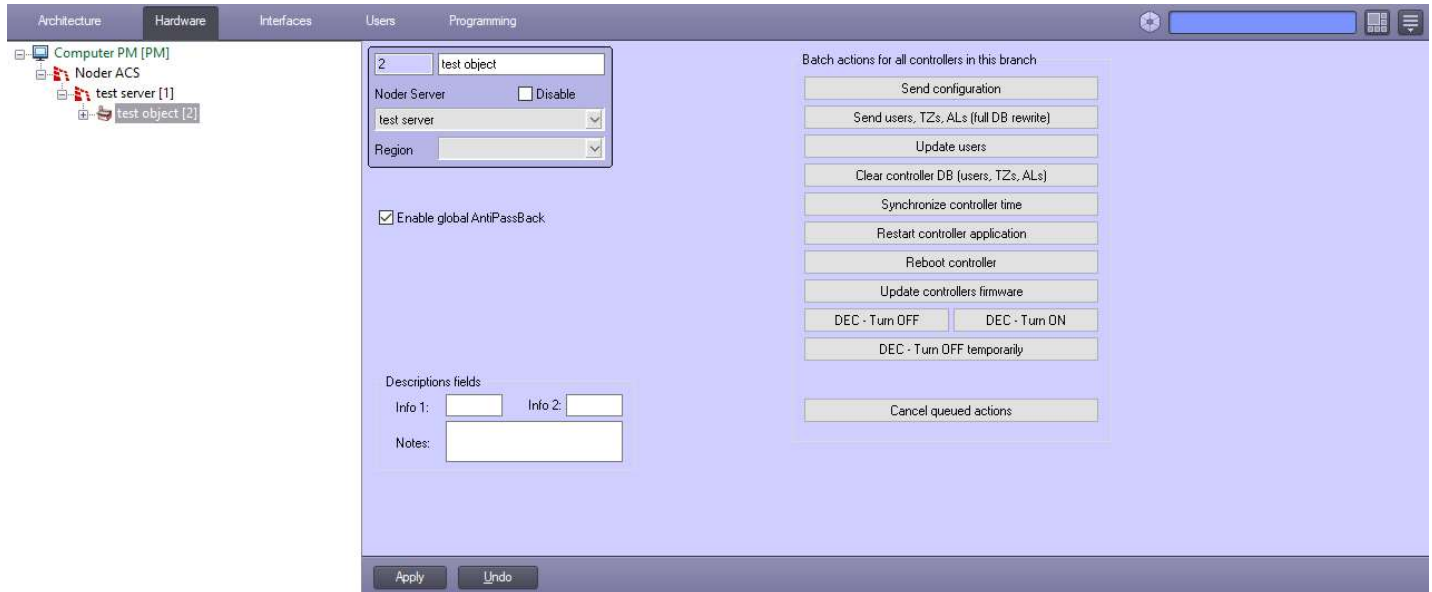 Architecture Hardware Interfaces Users Programming
Computer PM [PM]
Noder ACS
test server [1]
test object [2]
2 test object
Noder Server Disable
test server
Region
Enable global AntiPassBack
Descriptions fields
Info 1: Info 2:
Notes:
Batch actions for all controllers in this branch
Send configuration
Send users, TZs, ALs (full DB rewrite)
Update users
Clear controller DB (users, TZs, ALs)
Synchronize controller time
Restart controller application
Reboot controller
Update controllers firmware
DEC - Turn OFF DEC - Turn ON
DEC - Turn OFF temporarily
Cancel queued actions
Apply Undo